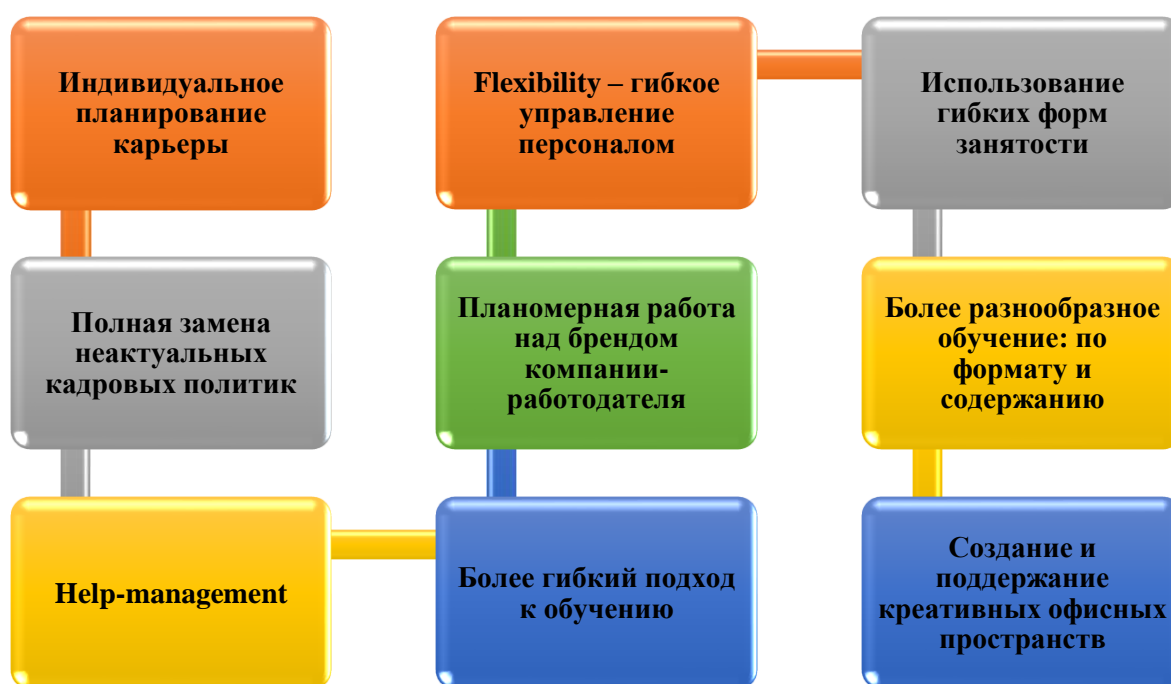 Индивидуальное
планирование
карьеры
Полная замена
неактуальных
кадровых политик
Help-management
Более гибкий подход
к обучению
Планомерная работа
над брендом
компании-
работодателя
Flexibility – гибкое
управление
персоналом
Использование
гибких форм
занятости
Более разнообразное
обучение: по
формату и
содержанию
Создание и
поддержание
креативных офисных
пространств